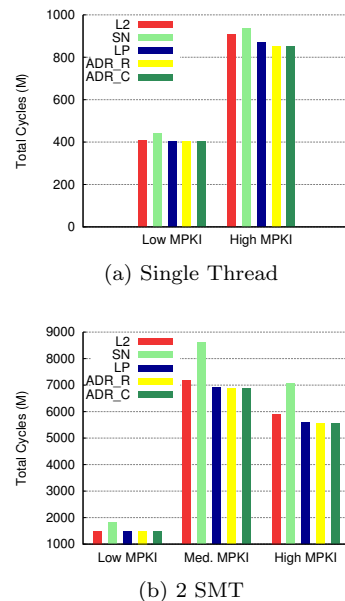 L2
SN
LP
ADR_R
ADR_C
Total Cycles (M)
1000
800
600
400
200
0
Low MPKI High MPKI
(a) Single Thread
L2
SN
LP
ADR_R
ADR_C
Total Cycles (M)
9000
8000
7000
6000
5000
4000
3000
2000
1000
Low MPKI Med. MPKI High MPKI
(b) 2 SMT